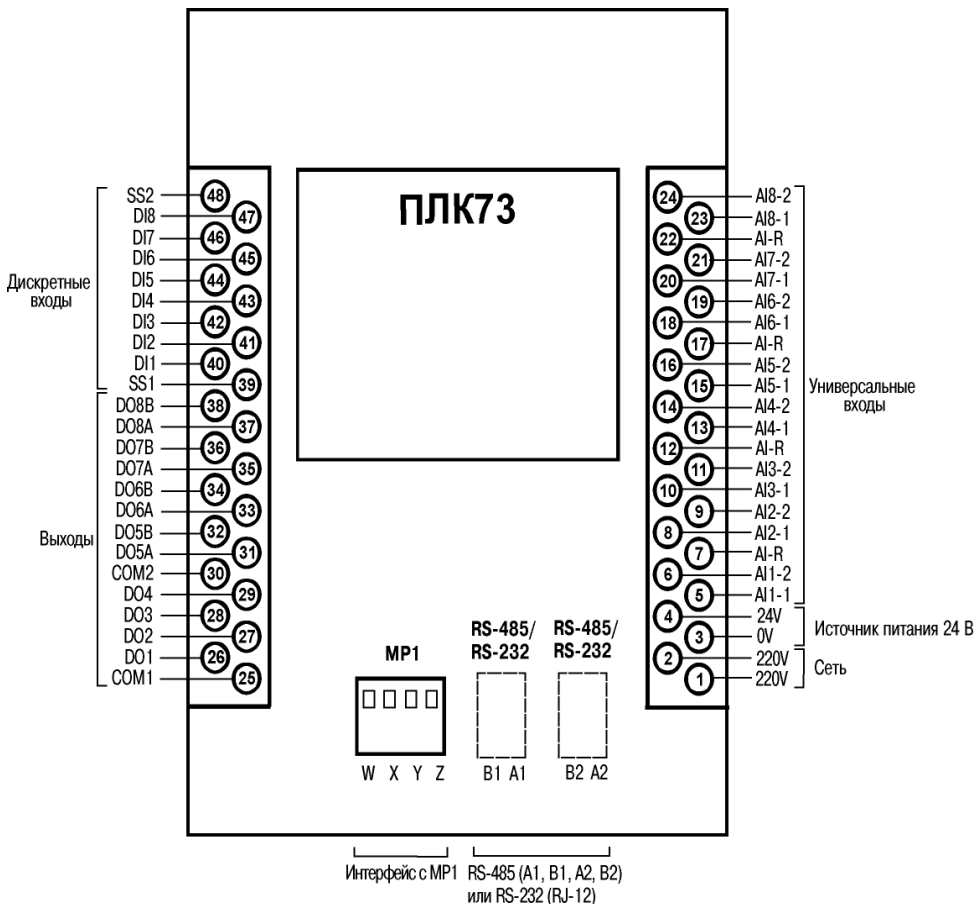 ПЛК73
SS2 48
DI8 47
DI7 46
DI6 45
DI5 44
DI4 43
DI3 42
DI2 41
DI1 40
SS1 39
DO8B 38
DO8A 37
DO7B 36
DO7A 35
DO6B 34
DO6A 33
DO5B 32
DO5A 31
COM2 30
DO4 29
DO3 28
DO2 27
DO1 26
COM1 25
Дискретные
входы
Выходы
24 AI8-2
23 AI8-1
22 AI-R
21 AI7-2
20 AI7-1
19 AI6-2
18 AI6-1
17 AI-R
16 AI5-2
15 AI5-1
14 AI4-2
13 AI4-1
12 AI-R
11 AI3-2
10 AI3-1
9 AI2-2
8 AI2-1
7 AI-R
6 AI1-2
5 AI1-1
4 24V
3 0V
2 220V
1 220V
Универсальные
входы
Источник питания 24 В
Сеть
MP1
W X Y Z
RS-485/
RS-232
B1 A1
RS-485/
RS-232
B2 A2
Интерфейс с МР1
RS-485 (A1, B1, A2, B2)
или RS-232 (RJ-12)